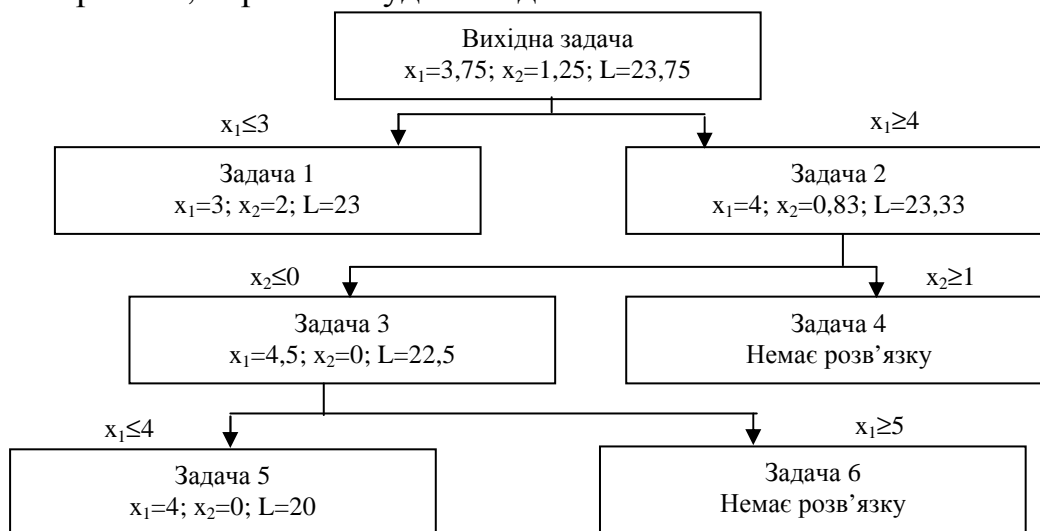 Вихідна задача
x₁=3,75; x₂=1,25; L=23,75
x₁≤3
x₁≥4
Задача 1
x₁=3; x₂=2; L=23
Задача 2
x₁=4; x₂=0,83; L=23,33
x₂≤0
x₂≥1
Задача 3
x₁=4,5; x₂=0; L=22,5
Задача 4
Немає розв’язку
x₁≤4
x₁≥5
Задача 5
x₁=4; x₂=0; L=20
Задача 6
Немає розв’язку